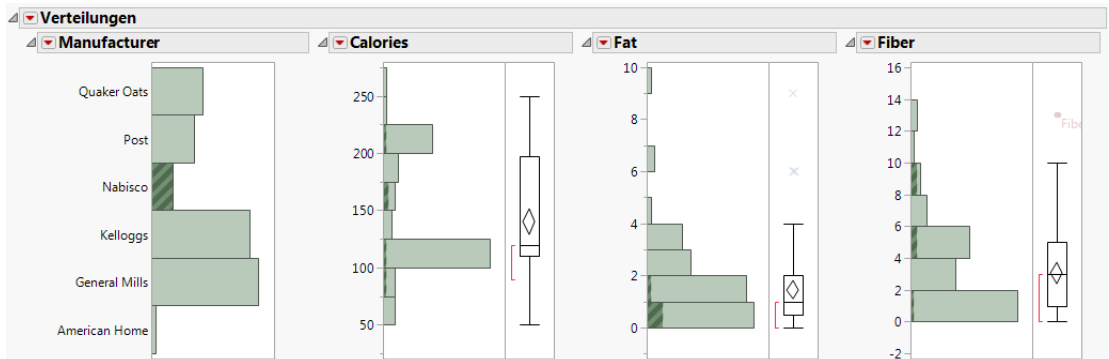 Verteilungen
Manufacturer
Quaker Oats
Post
Nabisco
Kelloggs
General Mills
American Home
Calories
250
200
150
100
50
Fat
10
8
6
4
2
0
Fiber
16
14
12
10
8
6
4
2
0
-2
Fibe